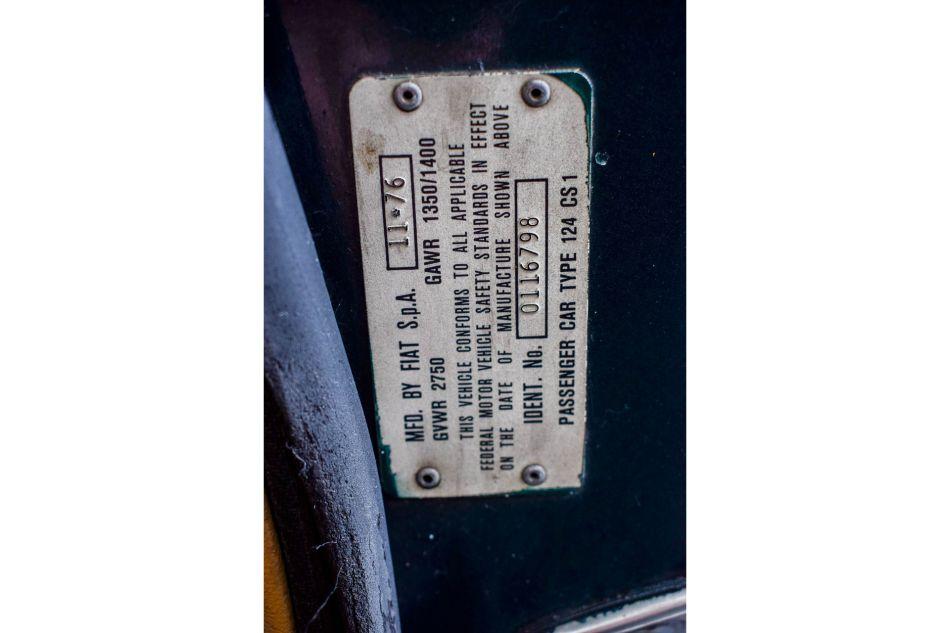 MFD. BY FIAT S.p.A. 11★76
GVWR 2750 GAWR 1350/1400
THIS VEHICLE CONFORMS TO ALL APPLICABLE
FEDERAL MOTOR VEHICLE SAFETY STANDARDS IN EFFECT
ON THE DATE OF MANUFACTURE SHOWN ABOVE
IDENT. No. 0116798
PASSENGER CAR TYPE 124 CS1